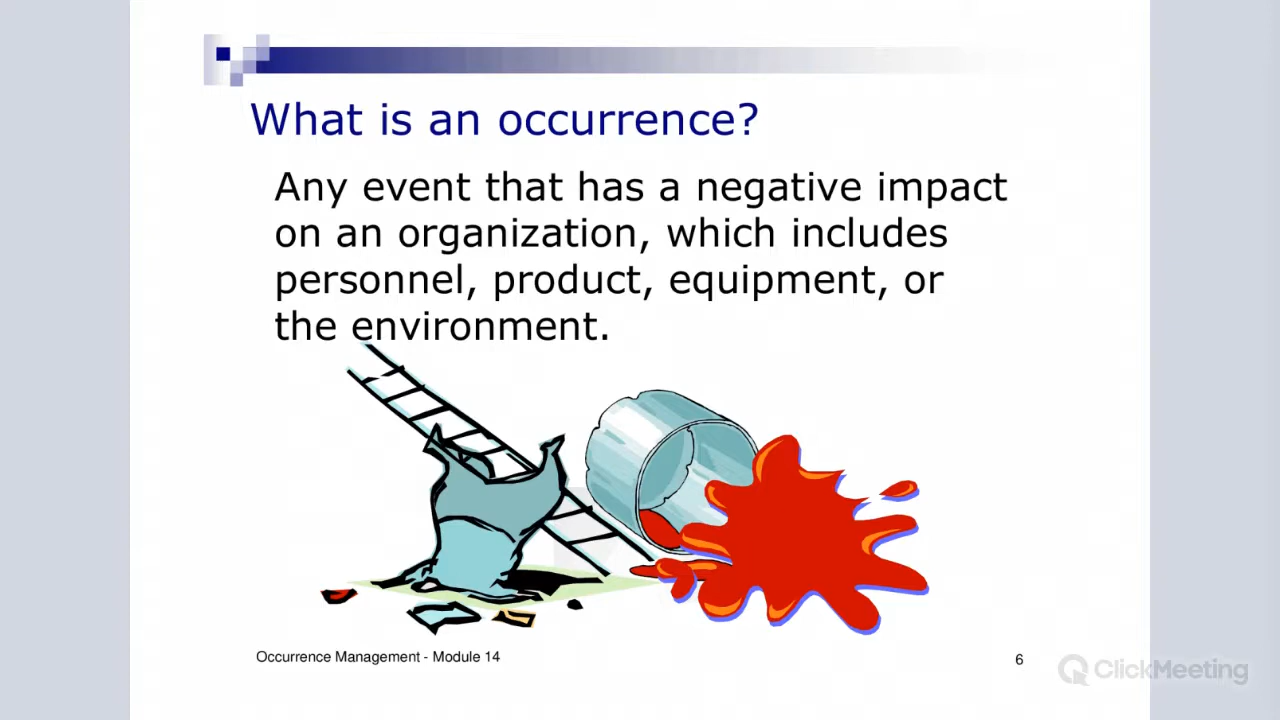 What is an occurrence?
Any event that has a negative impact
on an organization, which includes
personnel, product, equipment, or
the environment.
Occurrence Management - Module 14
6
ClickMeeting